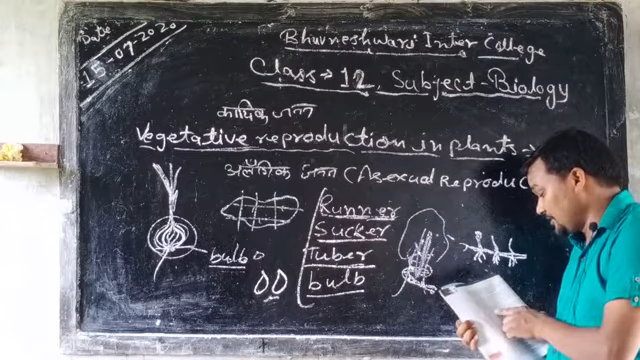 Date
15-07-2020
Bhuvneshwari Inter College
Class→12, Subject-Biology
कायिक जनन
Vegetative reproduction in plants→
अलैंगिक जनन (Asexual Reproduc
Runner
Sucker
Tuber
bulb
bulb